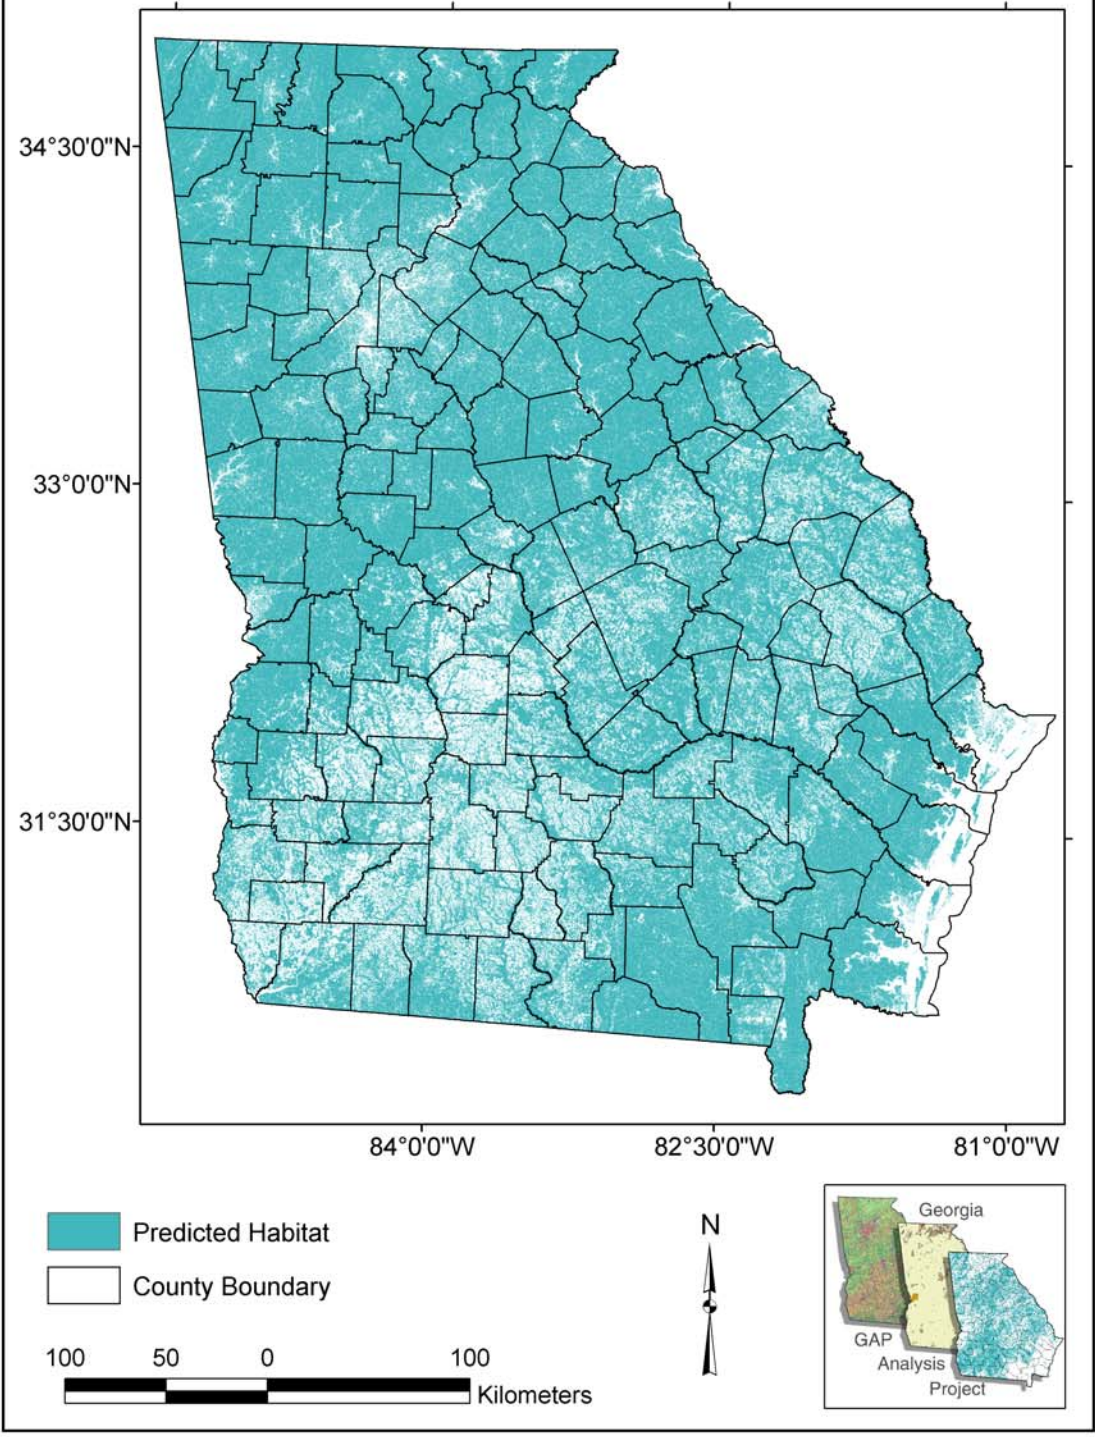 34°30'0"N
33°0'0"N
31°30'0"N
84°0'0"W 82°30'0"W 81°0'0"W
Predicted Habitat
County Boundary
100 50 0 100
Kilometers
N
Georgia
GAP
Analysis
Project